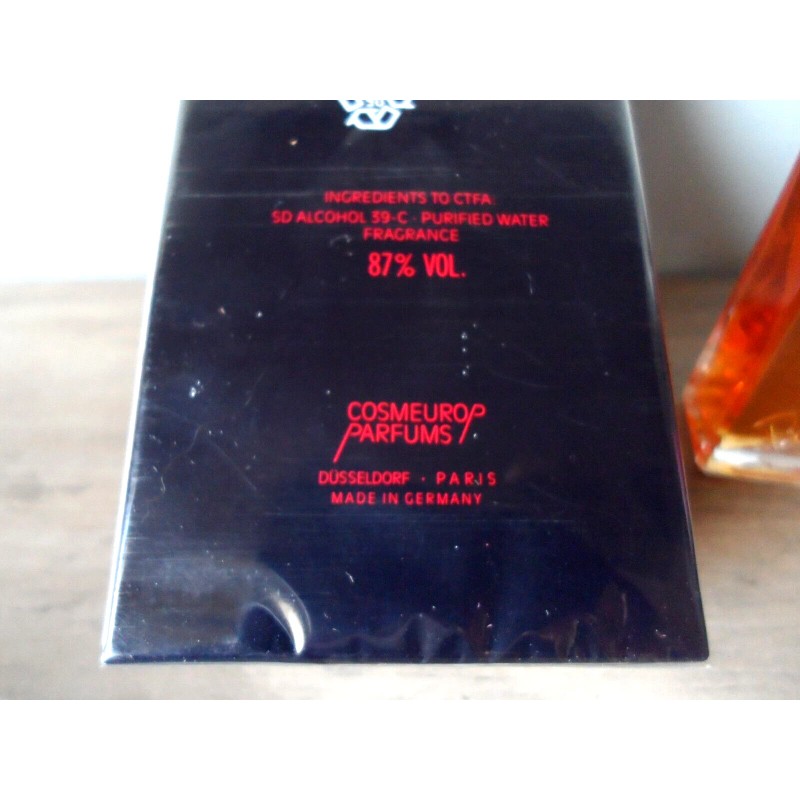 INGREDIENTS TO CTFA:
SD ALCOHOL 39-C · PURIFIED WATER
FRAGRANCE
87% VOL.
COSMEUROP
PARFUMS
DÜSSELDORF · PARIS
MADE IN GERMANY